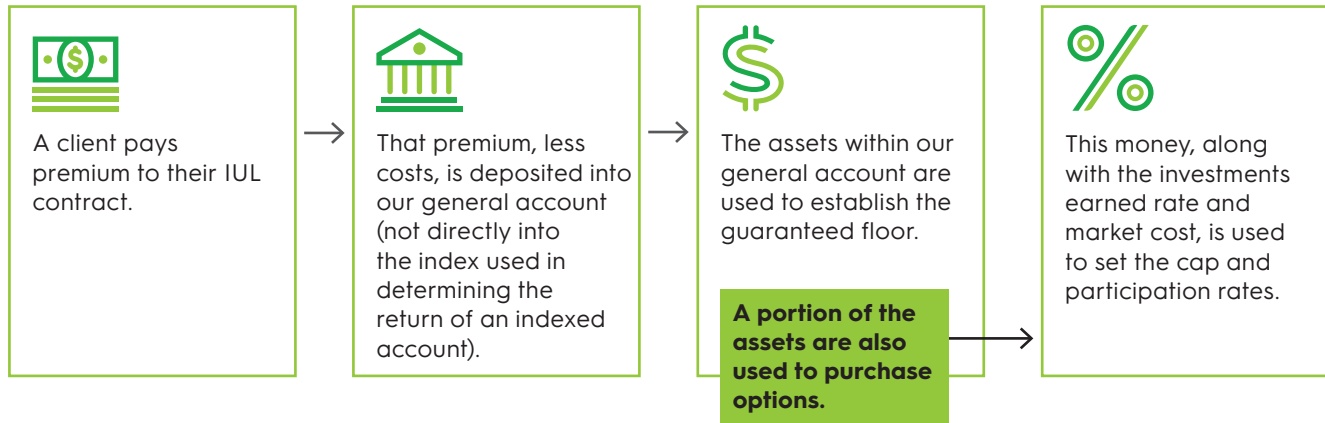 A client pays
premium to their IUL
contract.
That premium, less
costs, is deposited into
our general account
(not directly into
the index used in
determining the
return of an indexed
account).
The assets within our
general account are
used to establish the
guaranteed floor.
A portion of the
assets are also
used to purchase
options.
This money, along
with the investments
earned rate and
market cost, is used
to set the cap and
participation rates.